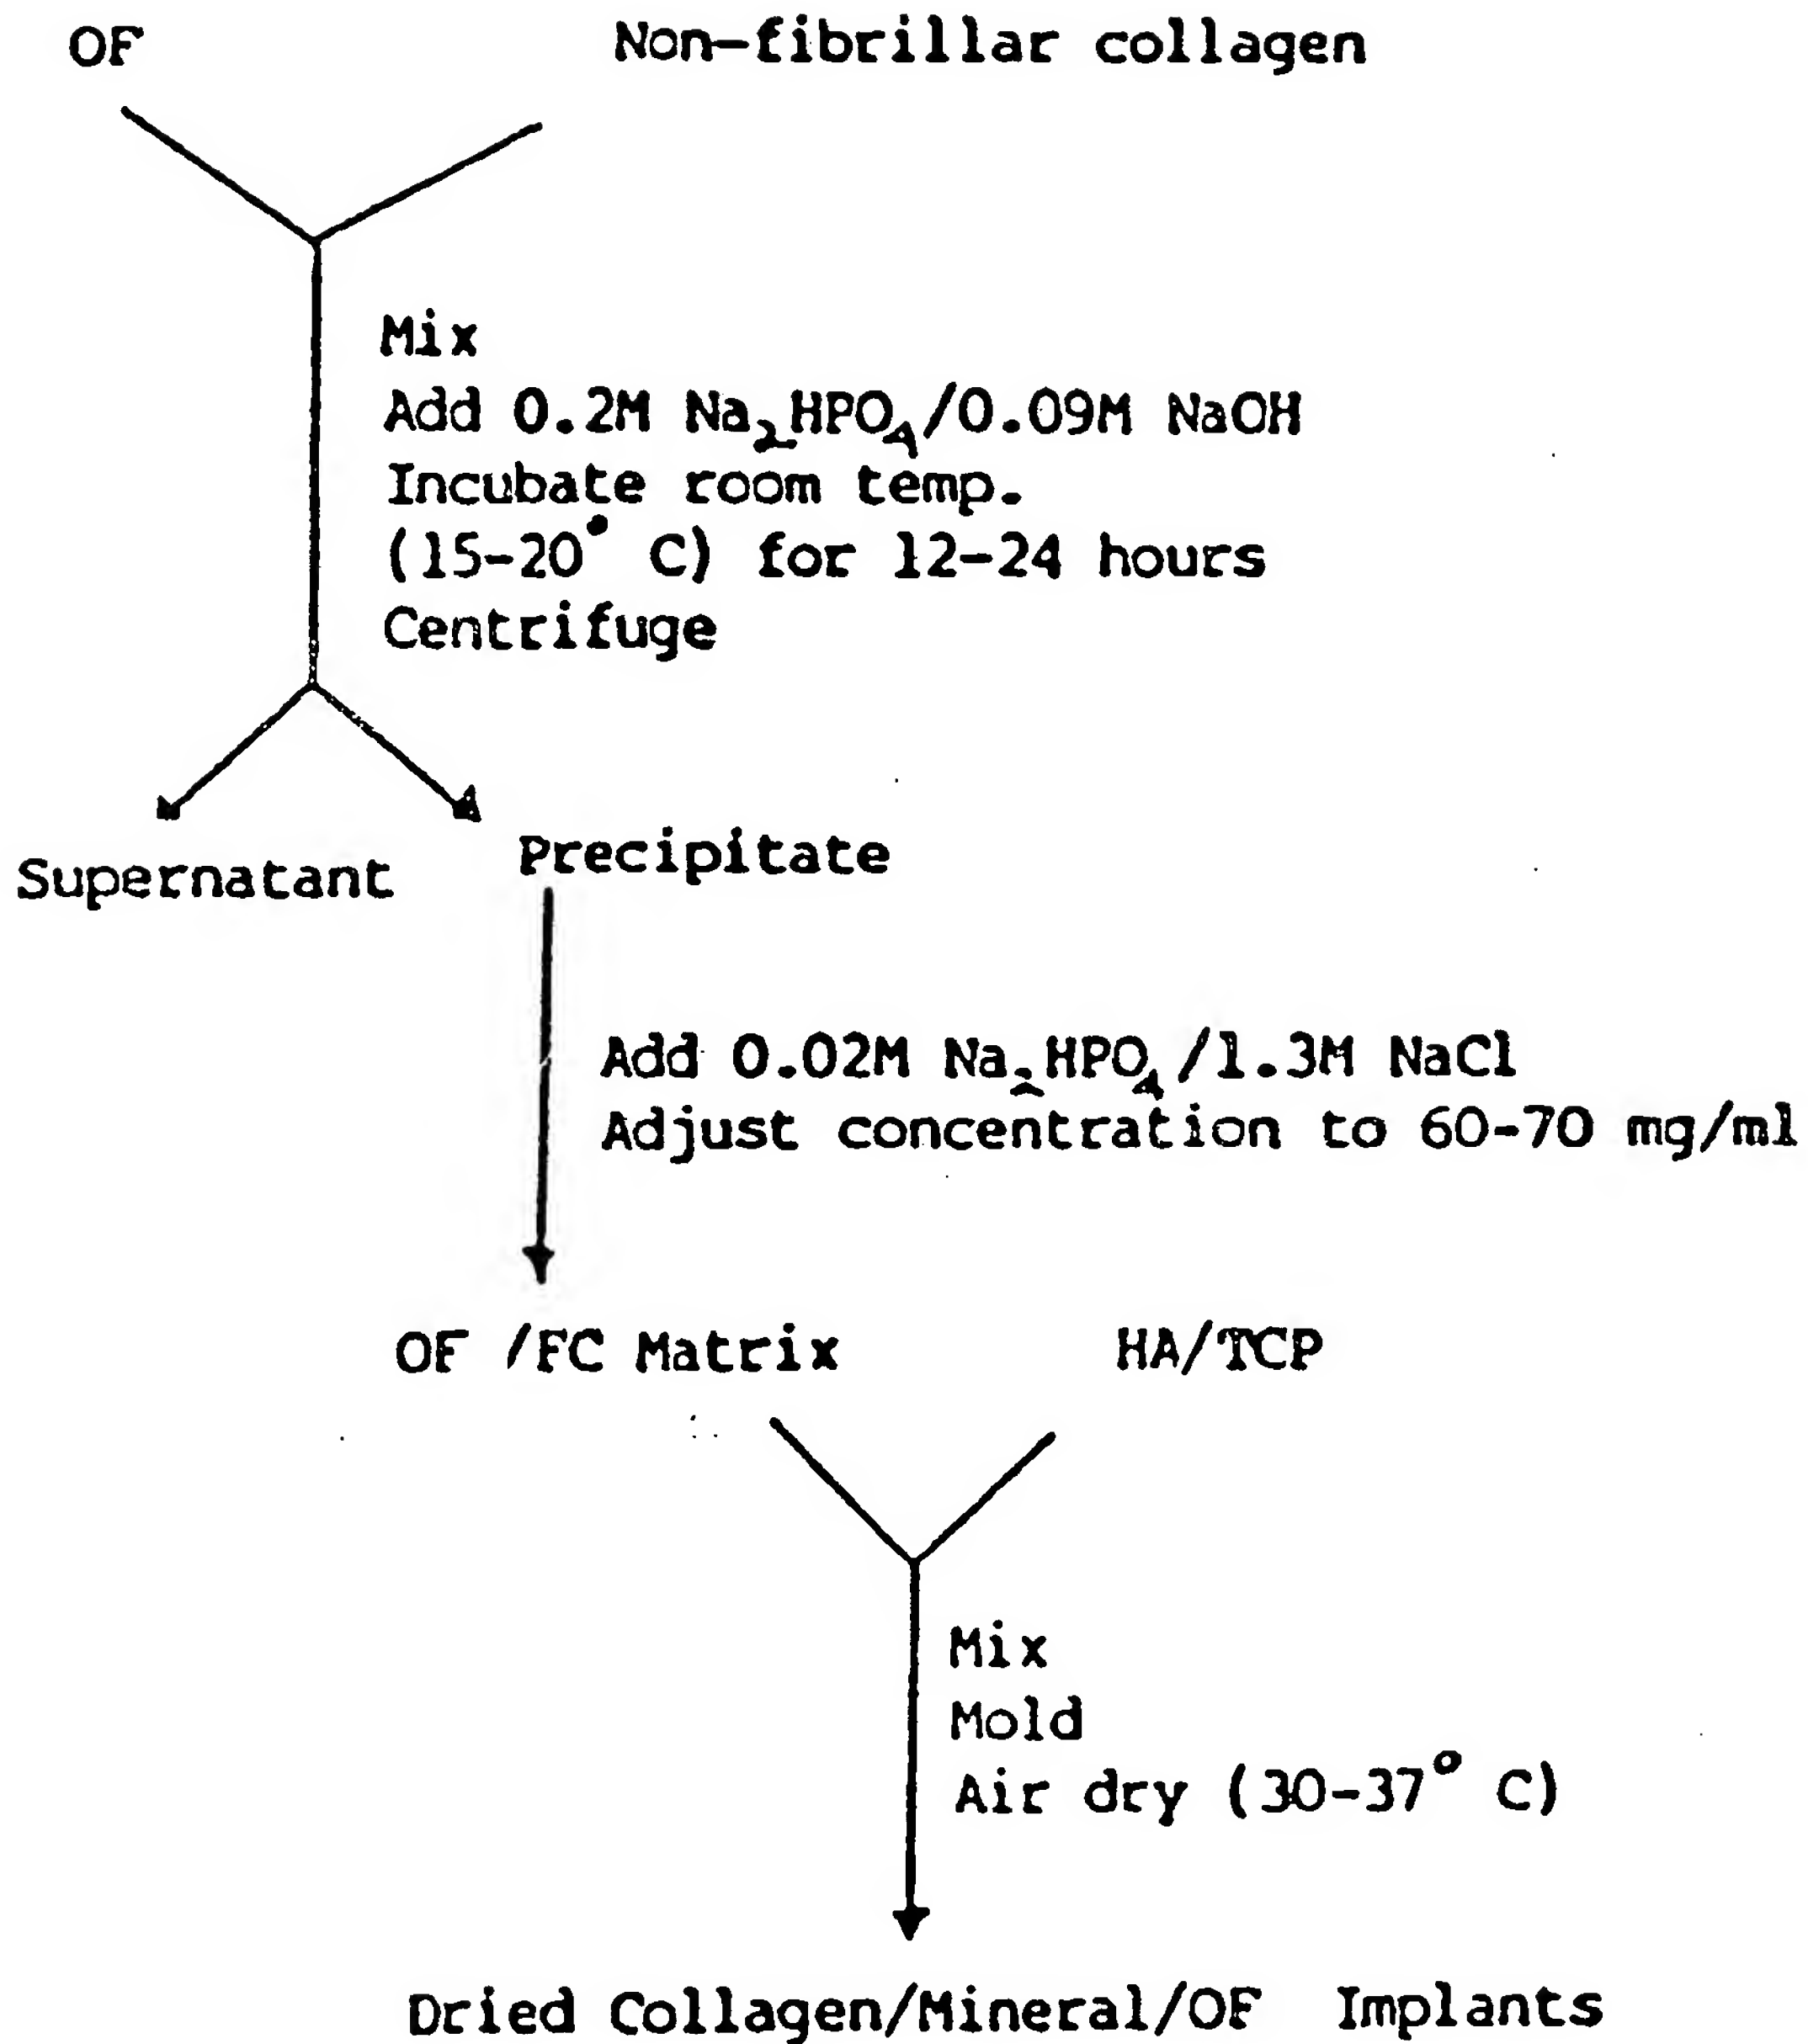 OF Non-fibrillar collagen
Mix
Add 0.2M Na₂HPO₄/0.09M NaOH
Incubate room temp.
(15-20° C) for 12-24 hours
Centrifuge
Supernatant Precipitate
Add 0.02M Na₂HPO₄/1.3M NaCl
Adjust concentration to 60-70 mg/ml
OF /FC Matrix HA/TCP
Mix
Mold
Air dry (30-37° C)
Dried Collagen/Mineral/OF Implants